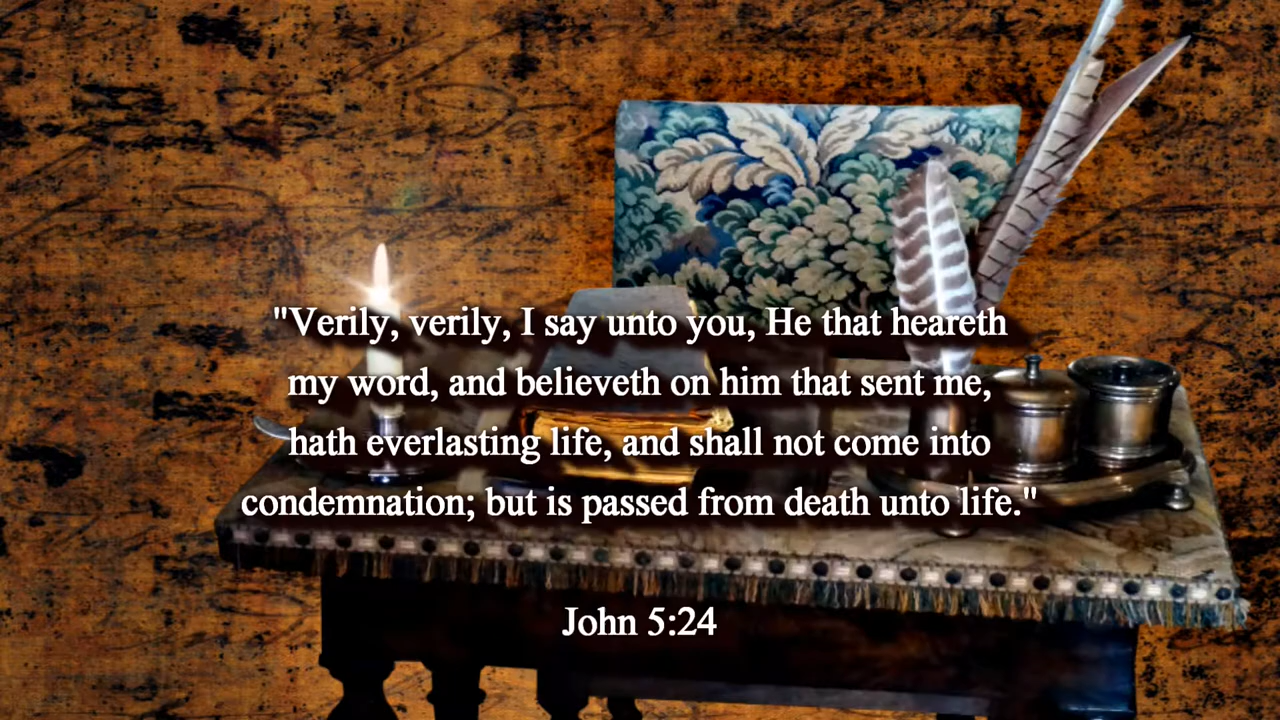 "Verily, verily, I say unto you, He that heareth
my word, and believeth on him that sent me,
hath everlasting life, and shall not come into
condemnation; but is passed from death unto life."
John 5:24